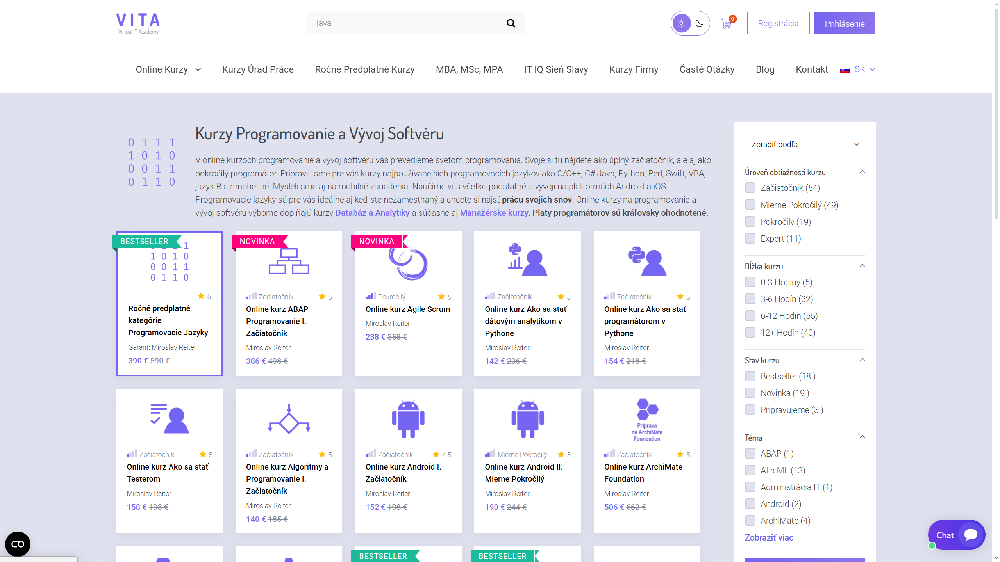 VITA
Virtual IT Academy
java
0
Registrácia
Prihlásenie
Online Kurzy
Kurzy Úrad Práce
Ročné Predplatné Kurzy
MBA, MSc, MPA
IT IQ Sieň Slávy
Kurzy Firmy
Časté Otázky
Blog
Kontakt
SK
0 1 1 1
1 0 1 0
0 0 1 1
0 1 1 0
Kurzy Programovanie a Vývoj Softvéru
V online kurzoch programovanie a vývoj softvéru vás prevedieme svetom programovania. Svoje si tu nájdete ako úplný začiatočník, ale aj ako
pokročilý programátor. Pripravili sme pre vás kurzy najpoužívanejších programovacích jazykov ako C/C++, C# Java, Python, Perl, Swift, VBA,
jazyk R a mnohé iné. Mysleli sme aj na mobilné zariadenia. Naučíme vás všetko podstatné o vývoji na platformách Android a iOS.
Programovacie jazyky sú pre vás ideálne aj keď ste nezamestnaný a chcete si nájsť prácu svojich snov. Online kurzy na programovanie a
vývoj softvéru výborne dopĺňajú kurzy Databáz a Analytiky a súčasne aj Manažérske kurzy. Platy programátorov sú kráľovsky ohodnotené.
BESTSELLER
1
1 0 1 0
0 0 1 1
0 1 1 0
5
Ročné predplatné
kategórie
Programovacie Jazyky
Garant: Miroslav Reiter
390 € 590 €
NOVINKA
Začiatočník
5
Online kurz ABAP
Programovanie I.
Začiatočník
Miroslav Reiter
386 € 498 €
NOVINKA
Pokročilý
5
Online kurz Agile Scrum
Miroslav Reiter
238 € 358 €
Začiatočník
5
Online kurz Ako sa stať
dátovým analytikom v
Pythone
Miroslav Reiter
142 € 206 €
Začiatočník
5
Online kurz Ako sa stať
programátorom v
Pythone
Miroslav Reiter
154 € 218 €
Začiatočník
5
Online kurz Ako sa stať
Testerom
Miroslav Reiter
158 € 198 €
Začiatočník
5
Online kurz Algoritmy a
Programovanie I.
Začiatočník
Miroslav Reiter
140 € 185 €
Začiatočník
4.5
Online kurz Android I.
Začiatočník
Miroslav Reiter
152 € 198 €
Mierne Pokročilý
5
Online kurz Android II.
Mierne Pokročilý
Miroslav Reiter
190 € 244 €
Príprava
na ArchiMate
Foundation
Začiatočník
5
Online kurz ArchiMate
Foundation
Miroslav Reiter
506 € 662 €
BESTSELLER
BESTSELLER
Zoradiť podľa
Úroveň obtiažnosti kurzu
Začiatočník (54)
Mierne Pokročilý (49)
Pokročilý (19)
Expert (11)
Dĺžka kurzu
0-3 Hodiny (5)
3-6 Hodín (32)
6-12 Hodín (55)
12+ Hodín (40)
Stav kurzu
Bestseller (18 )
Novinka (19 )
Pripravujeme (3 )
Téma
ABAP (1)
AI a ML (13)
Administrácia IT (1)
Android (2)
ArchiMate (4)
Zobraziť viac
Chat